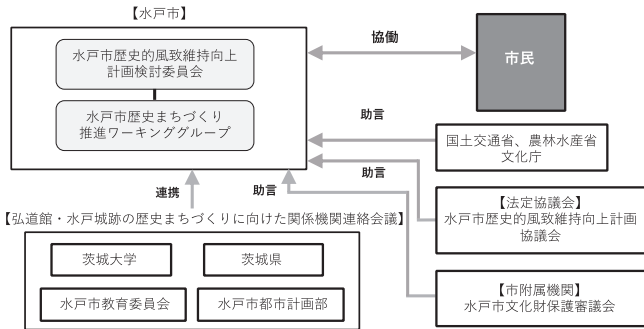 【水戸市】
水戸市歴史的風致維持向上
計画検討委員会
水戸市歴史まちづくり
推進ワーキンググループ
協働
市民
助言
国土交通省、農林水産省
文化庁
助言
【法定協議会】
水戸市歴史的風致維持向上計画
協議会
連携
助言
【市附属機関】
水戸市文化財保護審議会
【弘道館・水戸城跡の歴史まちづくりに向けた関係機関連絡会議】
茨城大学
茨城県
水戸市教育委員会
水戸市都市計画部